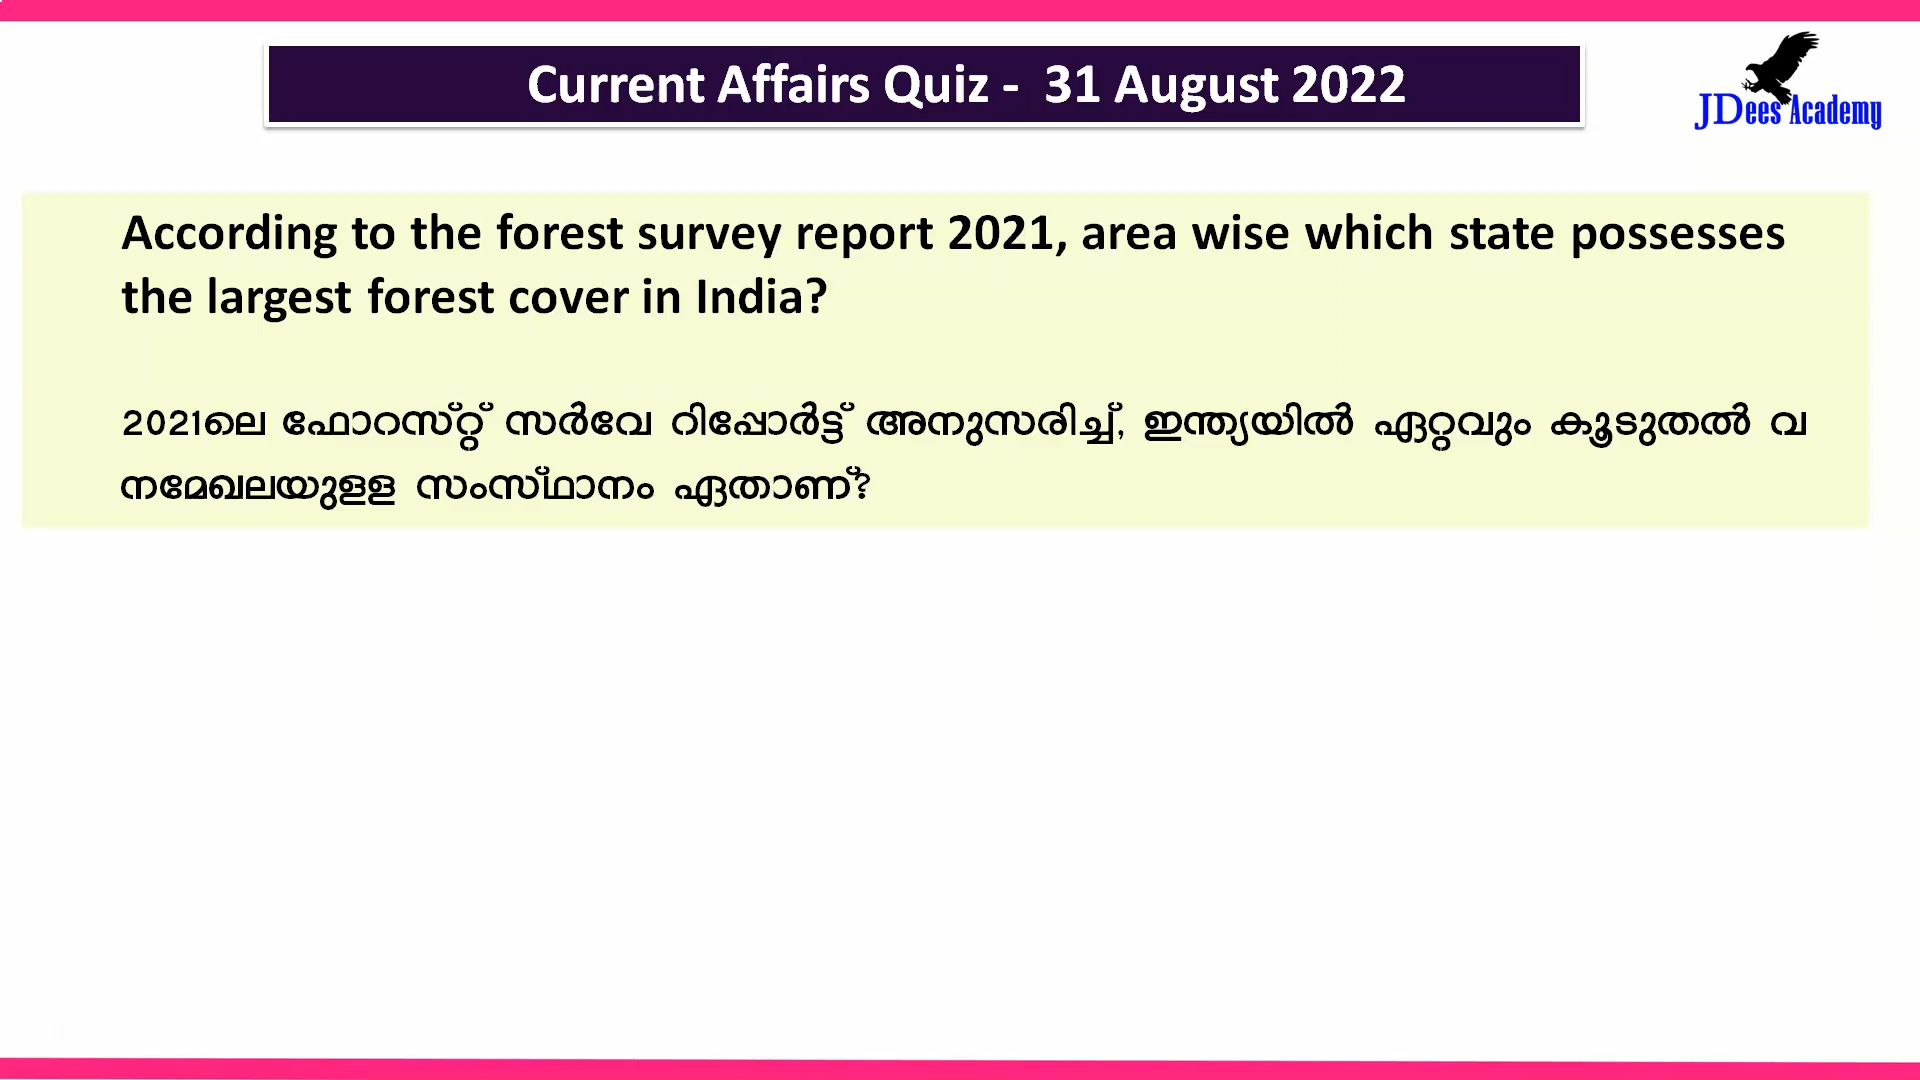 Current Affairs Quiz - 31 August 2022
JDees Academy
According to the forest survey report 2021, area wise which state possesses
the largest forest cover in India?
2021ലെ ഫോറസ്റ്റ് സർവേ റിപ്പോർട്ട് അനുസരിച്ച്, ഇന്ത്യയിൽ ഏറ്റവും കൂടുതൽ വ
നമേഖലയുളള സംസ്ഥാനം ഏതാണ്?